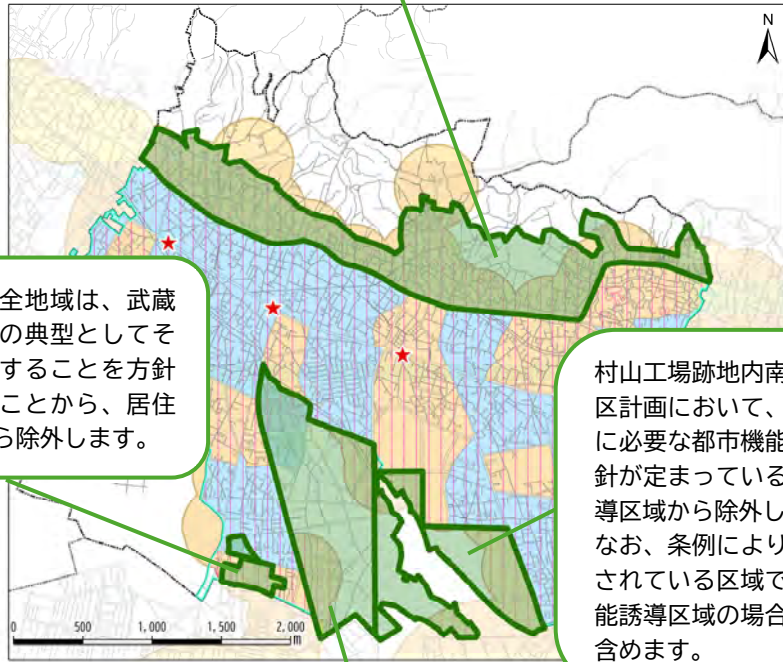 N
全地域は、武蔵
の典型としてそ
することを方針
ことから、居住
ら除外します。
村山工場跡地内南
区計画において、
に必要な都市機能
針が定まっている
導区域から除外し
なお、条例により
されている区域で
能誘導区域の場合
含めます。
0 500 1,000 1,500 2,000
m